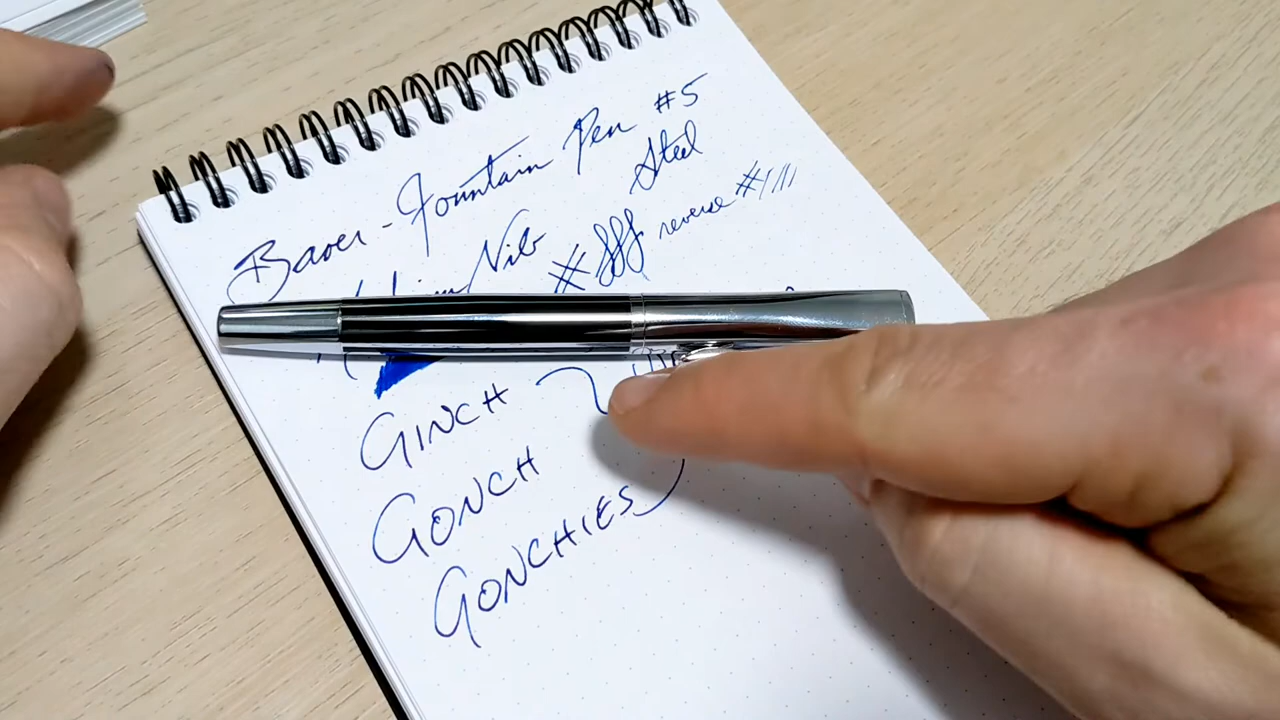 Baoer - Fountain Pen #5
Steel
Nib # fff reverse #////
GINCH
GONCH
GONCHIES